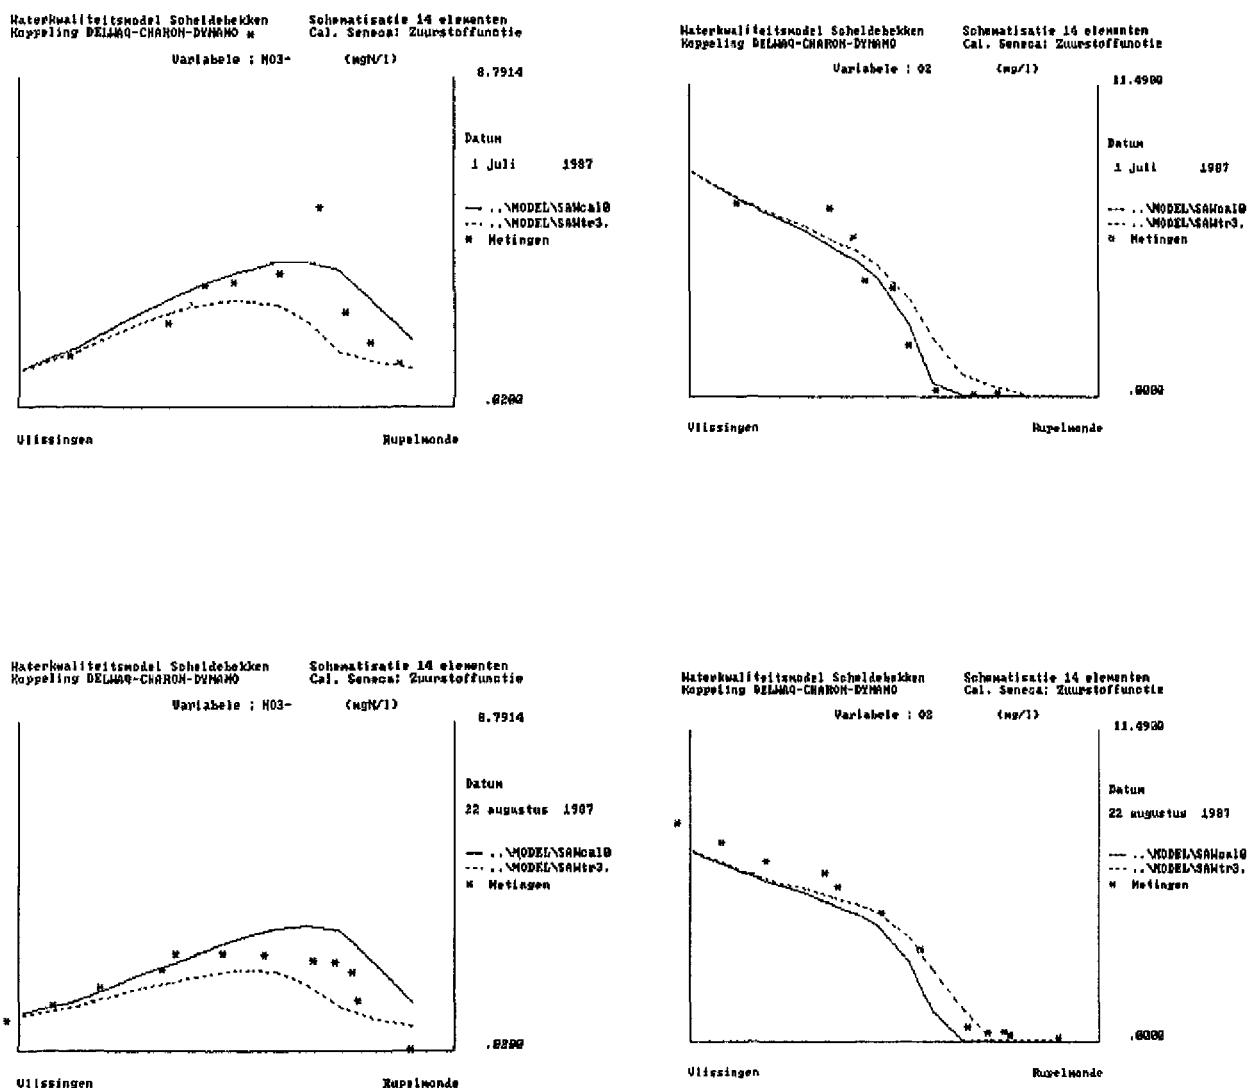 Waterkwaliteitsmodel Scheldebekken Schematisatie 14 elementen
Koppeling DELWAQ-CHARON-DYNAMO * Cal. Seneca: Zuurstoffunctie
Variabele : NO3- (mgN/l)
8.7914
Datum
1 juli 1987
..\MODEL\SAWcal0
..\MODEL\SAWtr3.
* Metingen
.0200
Vlissingen Rupelmonde
Waterkwaliteitsmodel Scheldebekken Schematisatie 14 elementen
Koppeling DELWAQ-CHARON-DYNAMO Cal. Seneca: Zuurstoffunctie
Variabele : O2 (mg/l)
11.4900
Datum
1 juli 1987
..\MODEL\SAWcal0
..\MODEL\SAWtr3.
* Metingen
.0000
Vlissingen Rupelmonde
Waterkwaliteitsmodel Scheldebekken Schematisatie 14 elementen
Koppeling DELWAQ-CHARON-DYNAMO Cal. Seneca: Zuurstoffunctie
Variabele : NO3- (mgN/l)
8.7914
Datum
22 augustus 1987
..\MODEL\SAWcal0
..\MODEL\SAWtr3.
* Metingen
.0200
Vlissingen Rupelmonde
Waterkwaliteitsmodel Scheldebekken Schematisatie 14 elementen
Koppeling DELWAQ-CHARON-DYNAMO Cal. Seneca: Zuurstoffunctie
Variabele : O2 (mg/l)
11.4900
Datum
22 augustus 1987
..\MODEL\SAWcal0
..\MODEL\SAWtr3.
* Metingen
.0000
Vlissingen Rupelmonde